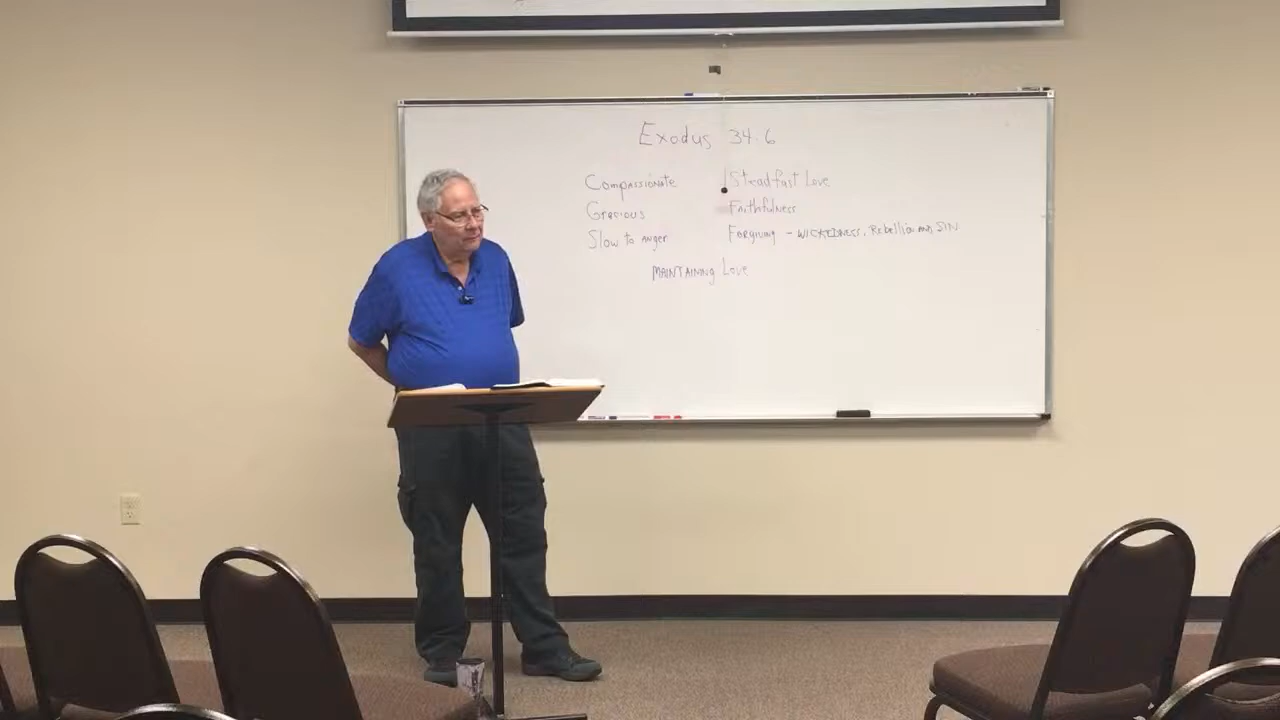 Exodus 34:6
Compassionate Steadfast Love
Gracious Faithfulness
Slow to anger Forgiving - WICKEDNESS, Rebellion and SIN
MAINTAINING Love